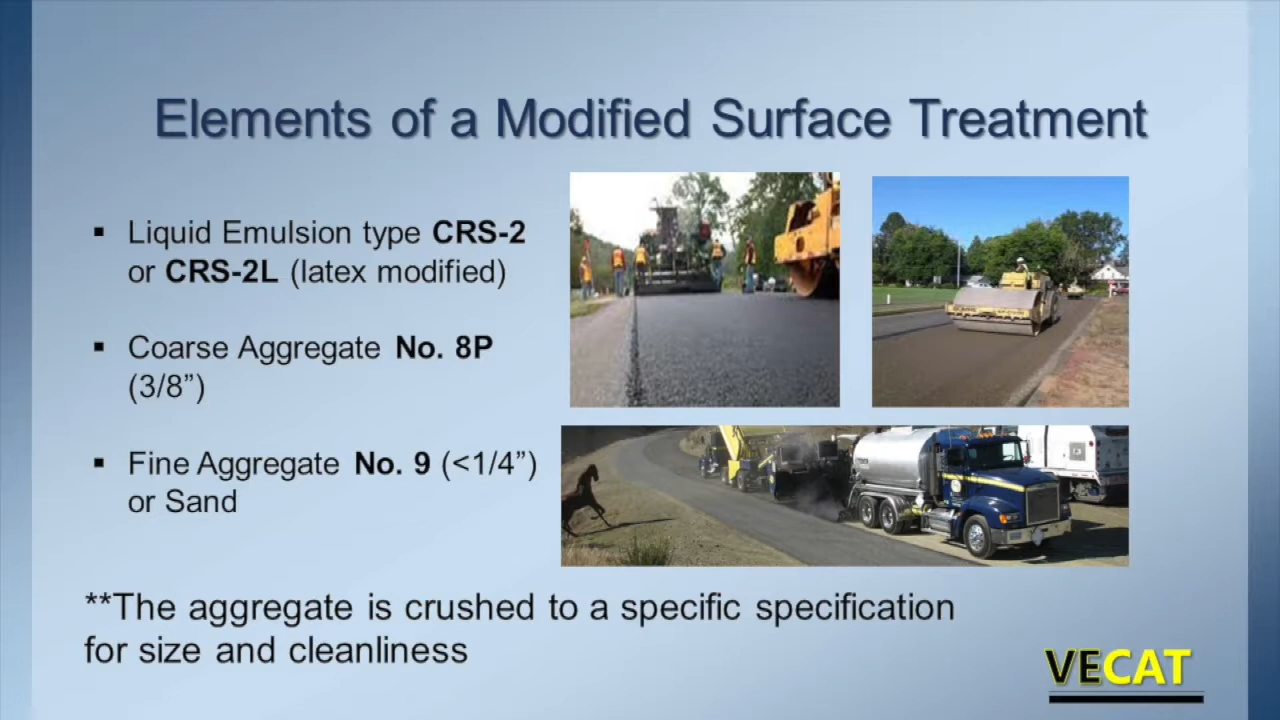 Elements of a Modified Surface Treatment
▪ Liquid Emulsion type CRS-2
or CRS-2L (latex modified)
▪ Coarse Aggregate No. 8P
(3/8”)
▪ Fine Aggregate No. 9 (<1/4”)
or Sand
**The aggregate is crushed to a specific specification
for size and cleanliness
VECAT